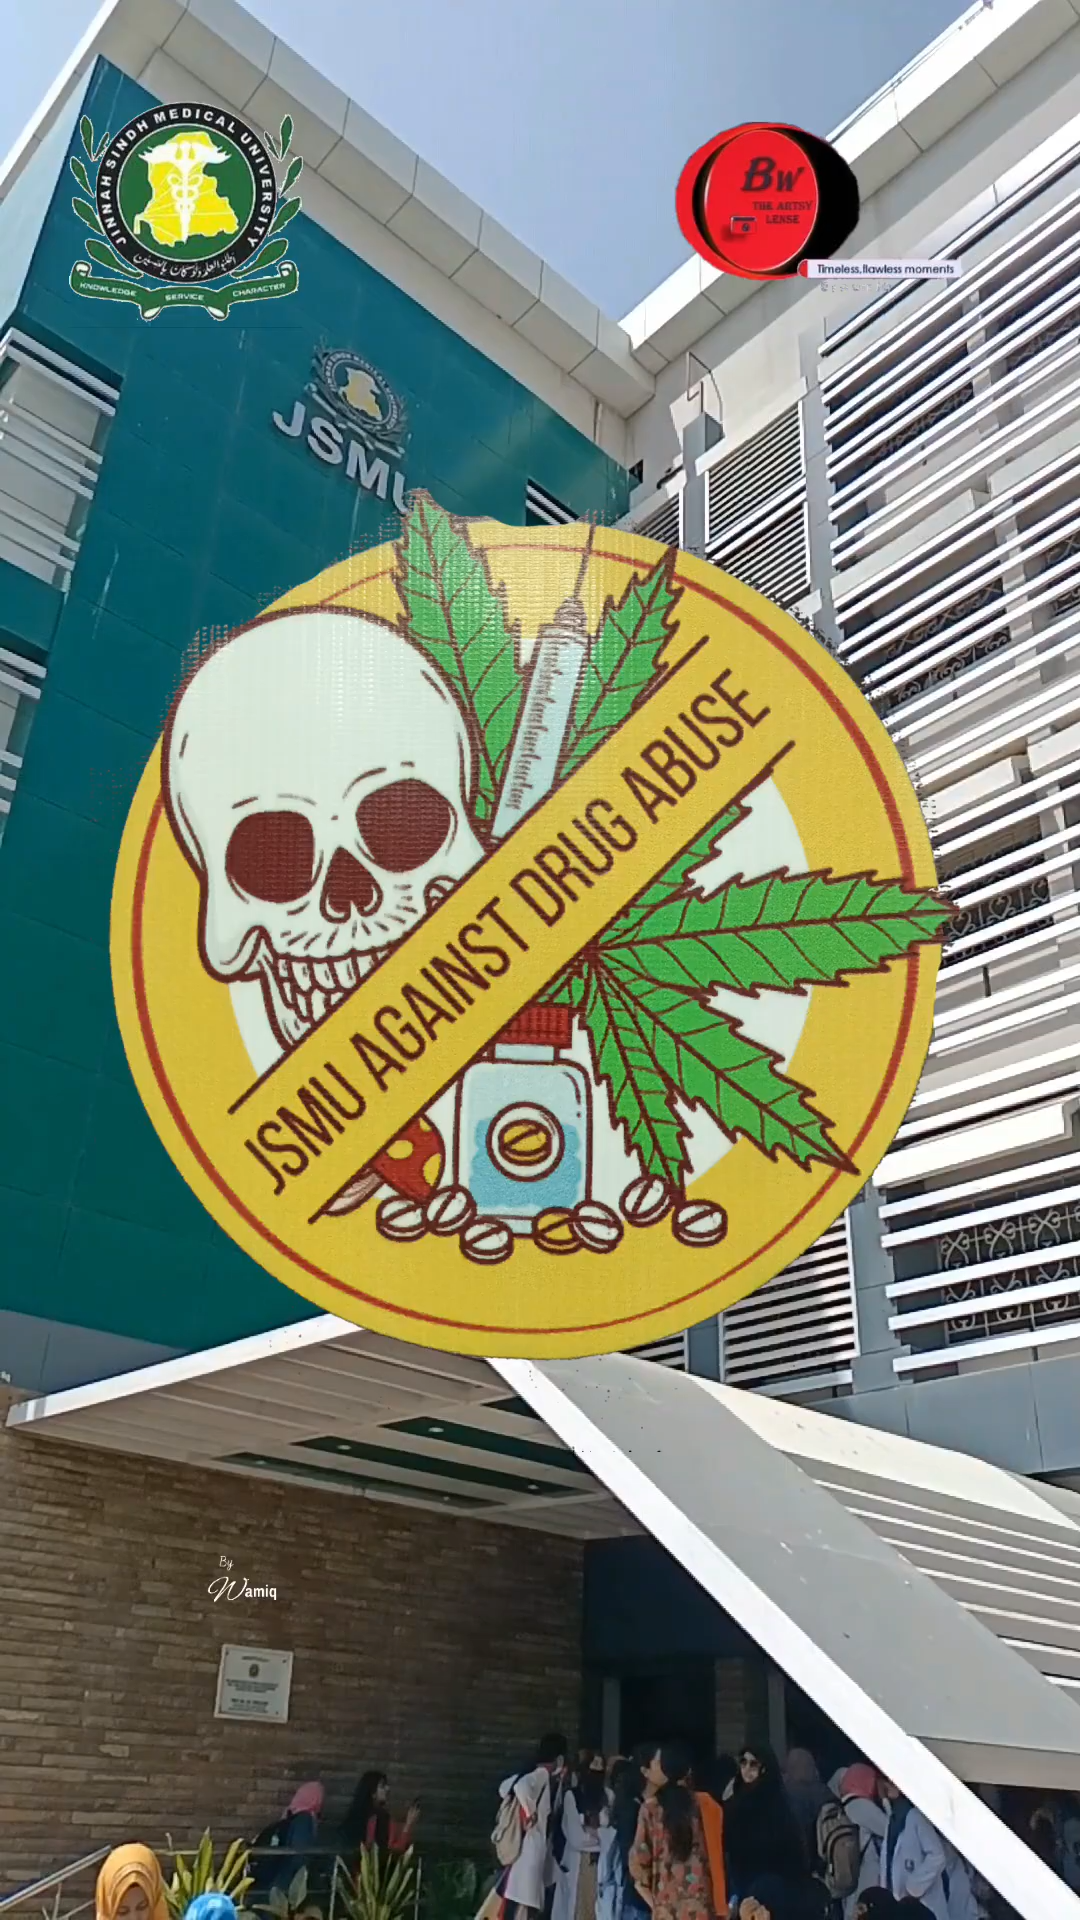 JINNAH SINDH MEDICAL UNIVERSITY
KNOWLEDGE SERVICE CHARACTER
BW
THE ARTSY
LENSE
Timeless,flawless moments
JSMU
JSMU AGAINST DRUG ABUSE
By
Wamiq